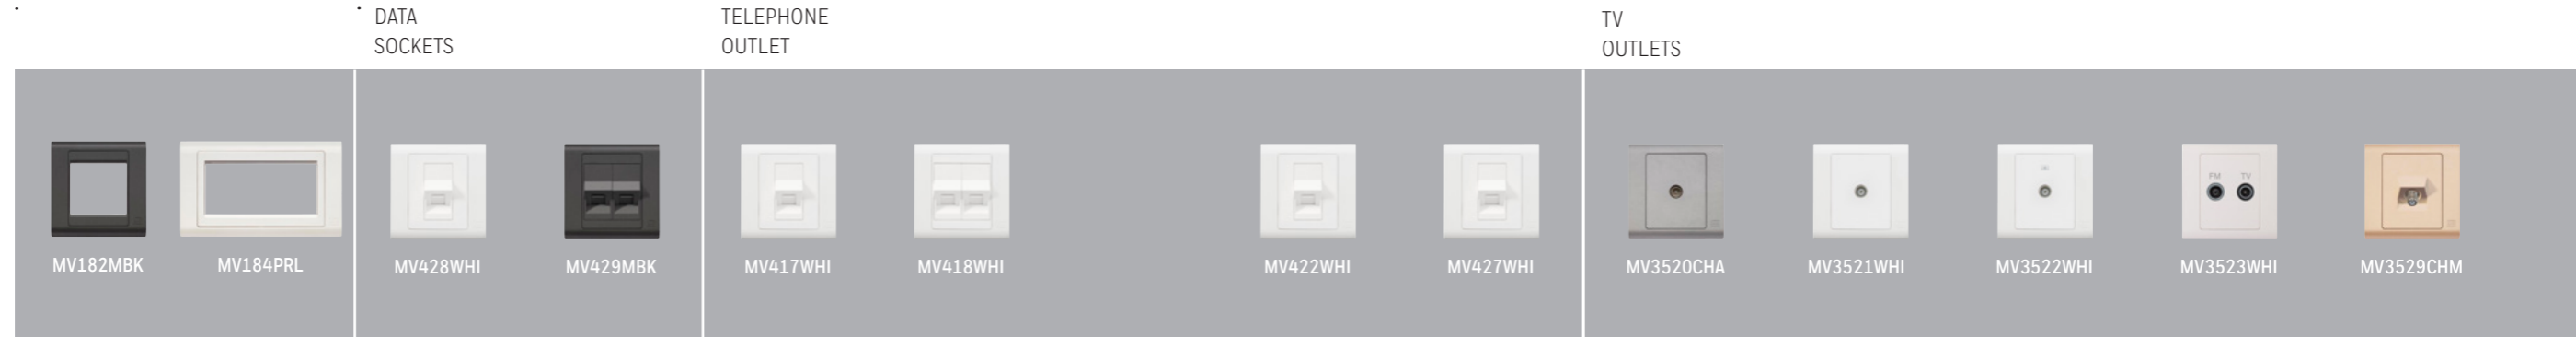 DATA
SOCKETS
TELEPHONE
OUTLET
TV
OUTLETS
MV182MBK
MV184PRL
MV428WHI
MV429MBK
MV417WHI
MV418WHI
MV422WHI
MV427WHI
MV3520CHA
MV3521WHI
MV3522WHI
FM TV
MV3523WHI
MV3529CHM